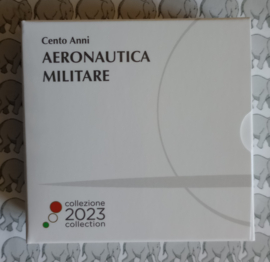 Cento Anni
AERONAUTICA
MILITARE
collezione
2023
collection